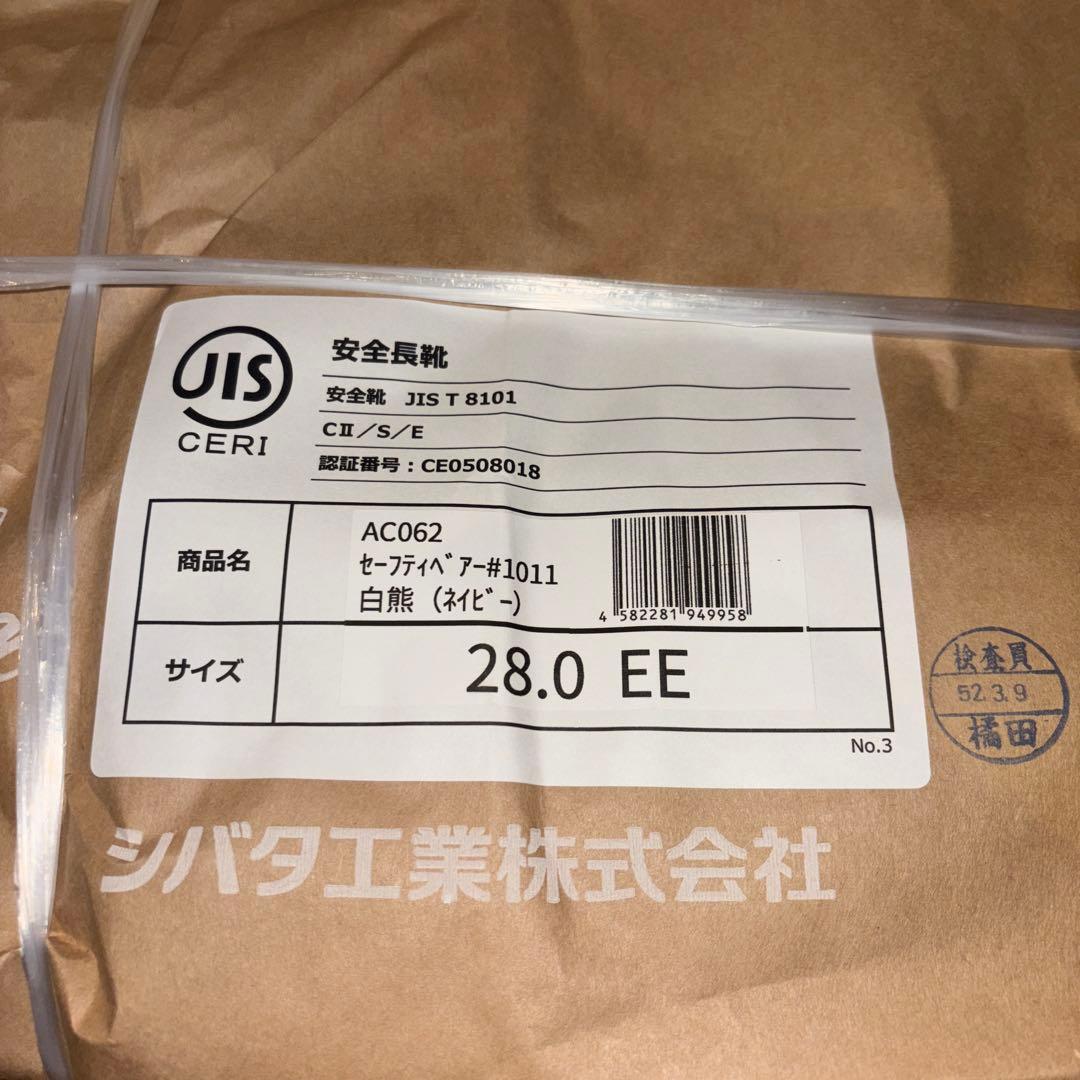 JIS
CERI
安全長靴
安全靴 JIS T 8101
CⅡ/S/E
認証番号:CE0508018
商品名
AC062
ｾｰﾌﾃｨﾍﾞｱｰ#1011
白熊 (ﾈｲﾋﾞｰ)
4 582281 949958
サイズ
28.0 EE
No.3
検査員
52.3.9
橘田
シバタ工業株式会社